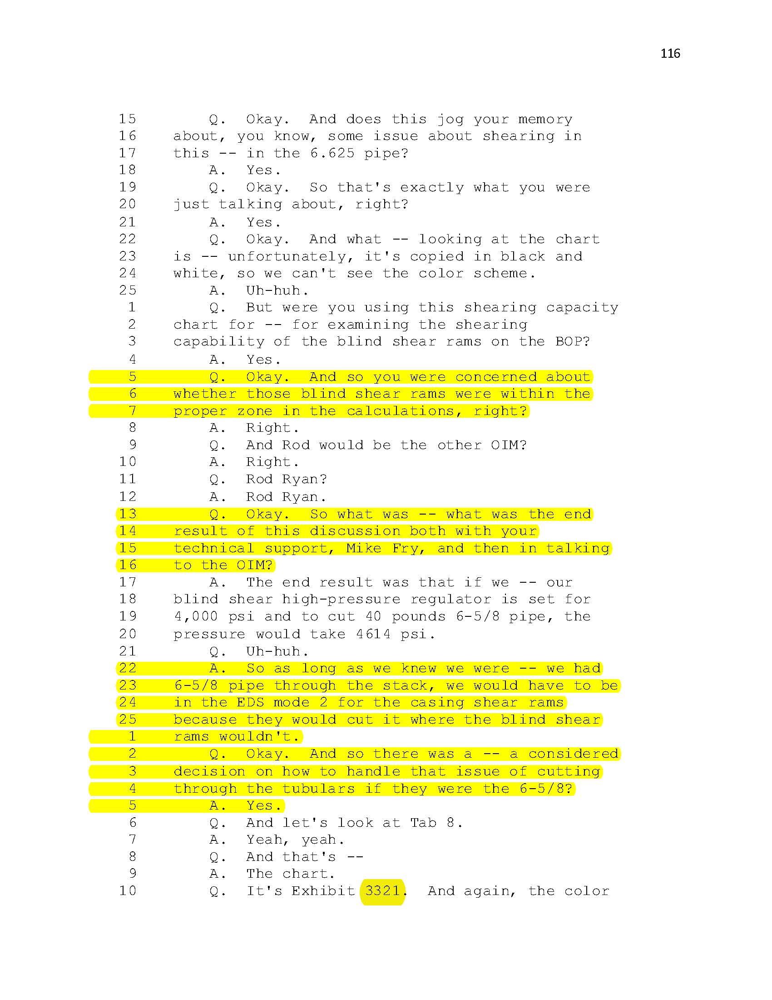 116
15 Q. Okay. And does this jog your memory
16 about, you know, some issue about shearing in
17 this -- in the 6.625 pipe?
18 A. Yes.
19 Q. Okay. So that's exactly what you were
20 just talking about, right?
21 A. Yes.
22 Q. Okay. And what -- looking at the chart
23 is -- unfortunately, it's copied in black and
24 white, so we can't see the color scheme.
25 A. Uh-huh.
1 Q. But were you using this shearing capacity
2 chart for -- for examining the shearing
3 capability of the blind shear rams on the BOP?
4 A. Yes.
5 Q. Okay. And so you were concerned about
6 whether those blind shear rams were within the
7 proper zone in the calculations, right?
8 A. Right.
9 Q. And Rod would be the other OIM?
10 A. Right.
11 Q. Rod Ryan?
12 A. Rod Ryan.
13 Q. Okay. So what was -- what was the end
14 result of this discussion both with your
15 technical support, Mike Fry, and then in talking
16 to the OIM?
17 A. The end result was that if we -- our
18 blind shear high-pressure regulator is set for
19 4,000 psi and to cut 40 pounds 6-5/8 pipe, the
20 pressure would take 4614 psi.
21 Q. Uh-huh.
22 A. So as long as we knew we were -- we had
23 6-5/8 pipe through the stack, we would have to be
24 in the EDS mode 2 for the casing shear rams
25 because they would cut it where the blind shear
1 rams wouldn't.
2 Q. Okay. And so there was a -- a considered
3 decision on how to handle that issue of cutting
4 through the tubulars if they were the 6-5/8?
5 A. Yes.
6 Q. And let's look at Tab 8.
7 A. Yeah, yeah.
8 Q. And that's --
9 A. The chart.
10 Q. It's Exhibit 3321. And again, the color